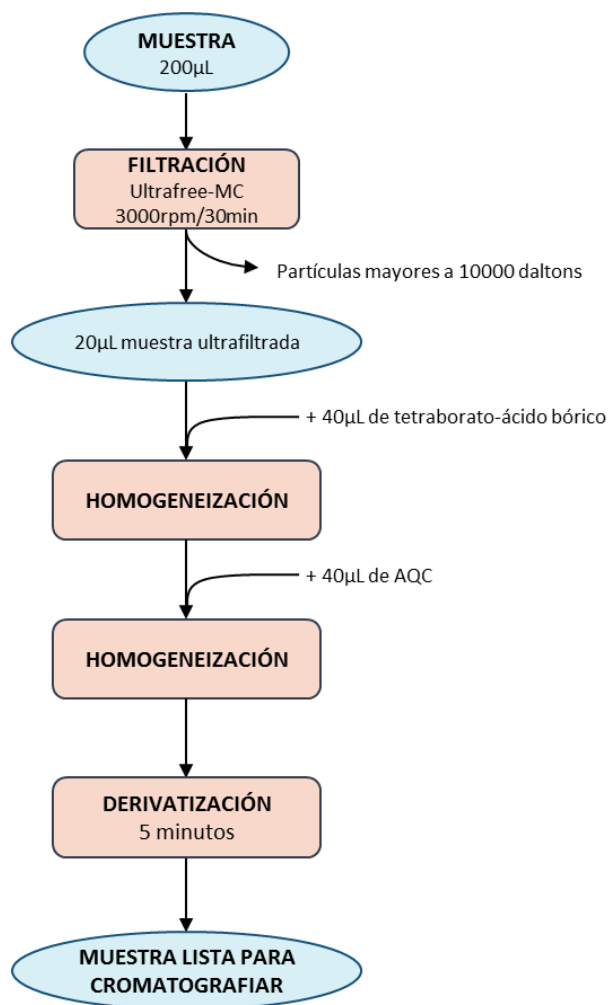 MUESTRA
200µL
FILTRACIÓN
Ultrafree-MC
3000rpm/30min
Partículas mayores a 10000 daltons
20µL muestra ultrafiltrada
+ 40µL de tetraborato-ácido bórico
HOMOGENEIZACIÓN
+ 40µL de AQC
HOMOGENEIZACIÓN
DERIVATIZACIÓN
5 minutos
MUESTRA LISTA PARA
CROMATOGRAFIAR